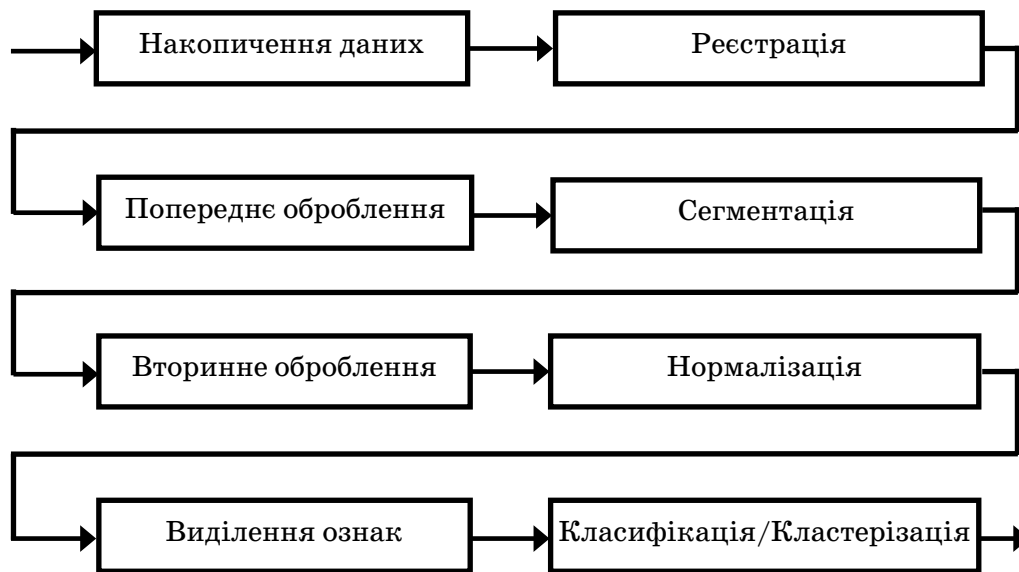 Накопичення даних
Реєстрація
Попереднє оброблення
Сегментація
Вторинне оброблення
Нормалізація
Виділення ознак
Класифікація/Кластерізація